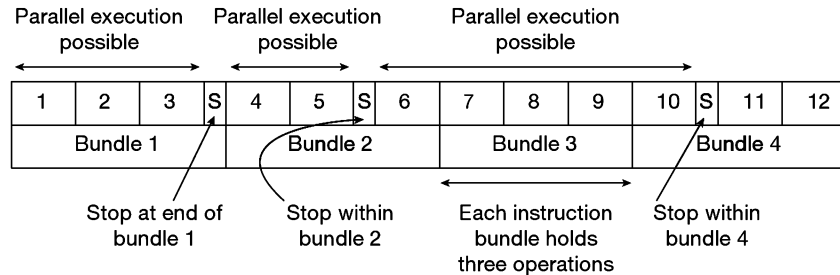 Parallel execution possible
Parallel execution possible
Parallel execution possible
1 2 3 S 4 5 S 6 7 8 9 10 S 11 12
Bundle 1 Bundle 2 Bundle 3 Bundle 4
Stop at end of bundle 1
Stop within bundle 2
Each instruction bundle holds three operations
Stop within bundle 4